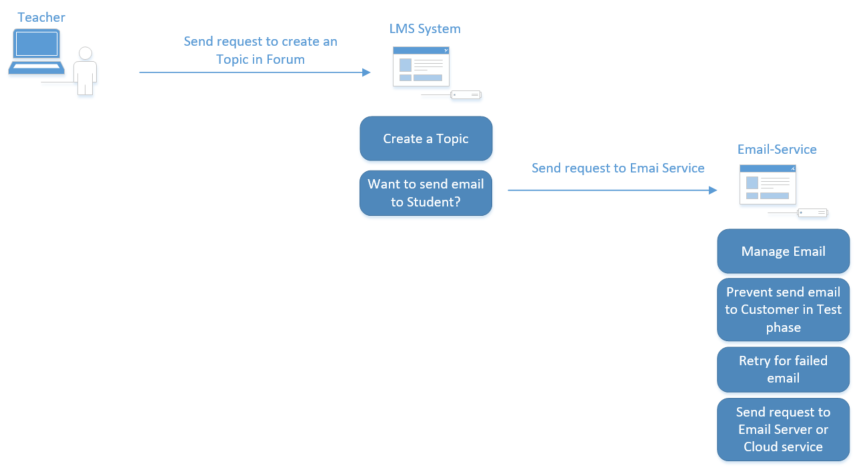 Teacher
Send request to create an
Topic in Forum
LMS System
Create a Topic
Want to send email
to Student?
Send request to Emai Service
Email-Service
Manage Email
Prevent send email
to Customer in Test
phase
Retry for failed
email
Send request to
Email Server or
Cloud service